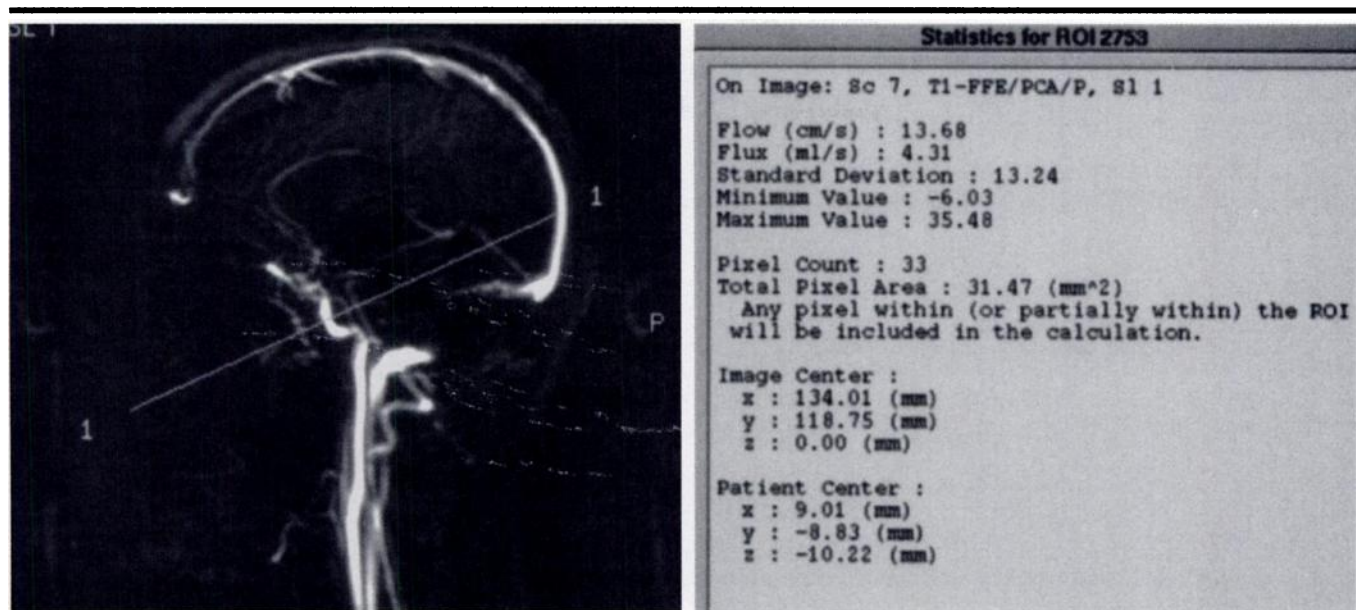 SL 1
1
P
1
Statistics for ROI 2753
On Image: Sc 7, T1-FFE/PCA/P, Sl 1
Flow (cm/s) : 13.68
Flux (ml/s) : 4.31
Standard Deviation : 13.24
Minimum Value : -6.03
Maximum Value : 35.48
Pixel Count : 33
Total Pixel Area : 31.47 (mm^2)
Any pixel within (or partially within) the ROI
will be included in the calculation.
Image Center :
x : 134.01 (mm)
y : 118.75 (mm)
z : 0.00 (mm)
Patient Center :
x : 9.01 (mm)
y : -8.83 (mm)
z : -10.22 (mm)